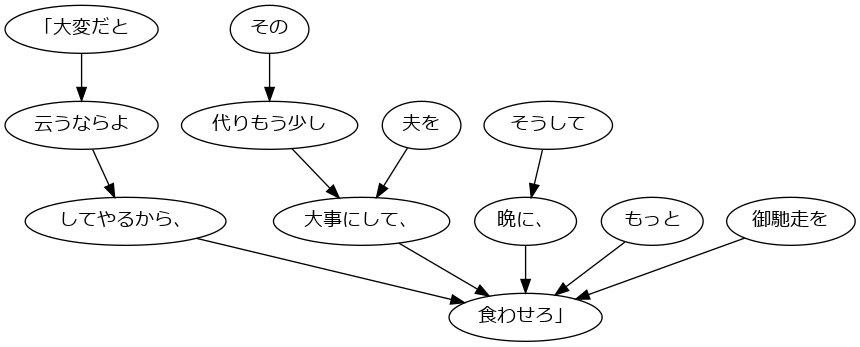 「大変だと
その
云うならよ
代りもう少し
夫を
そうして
してやるから、
大事にして、
晩に、
もっと
御馳走を
食わせろ」